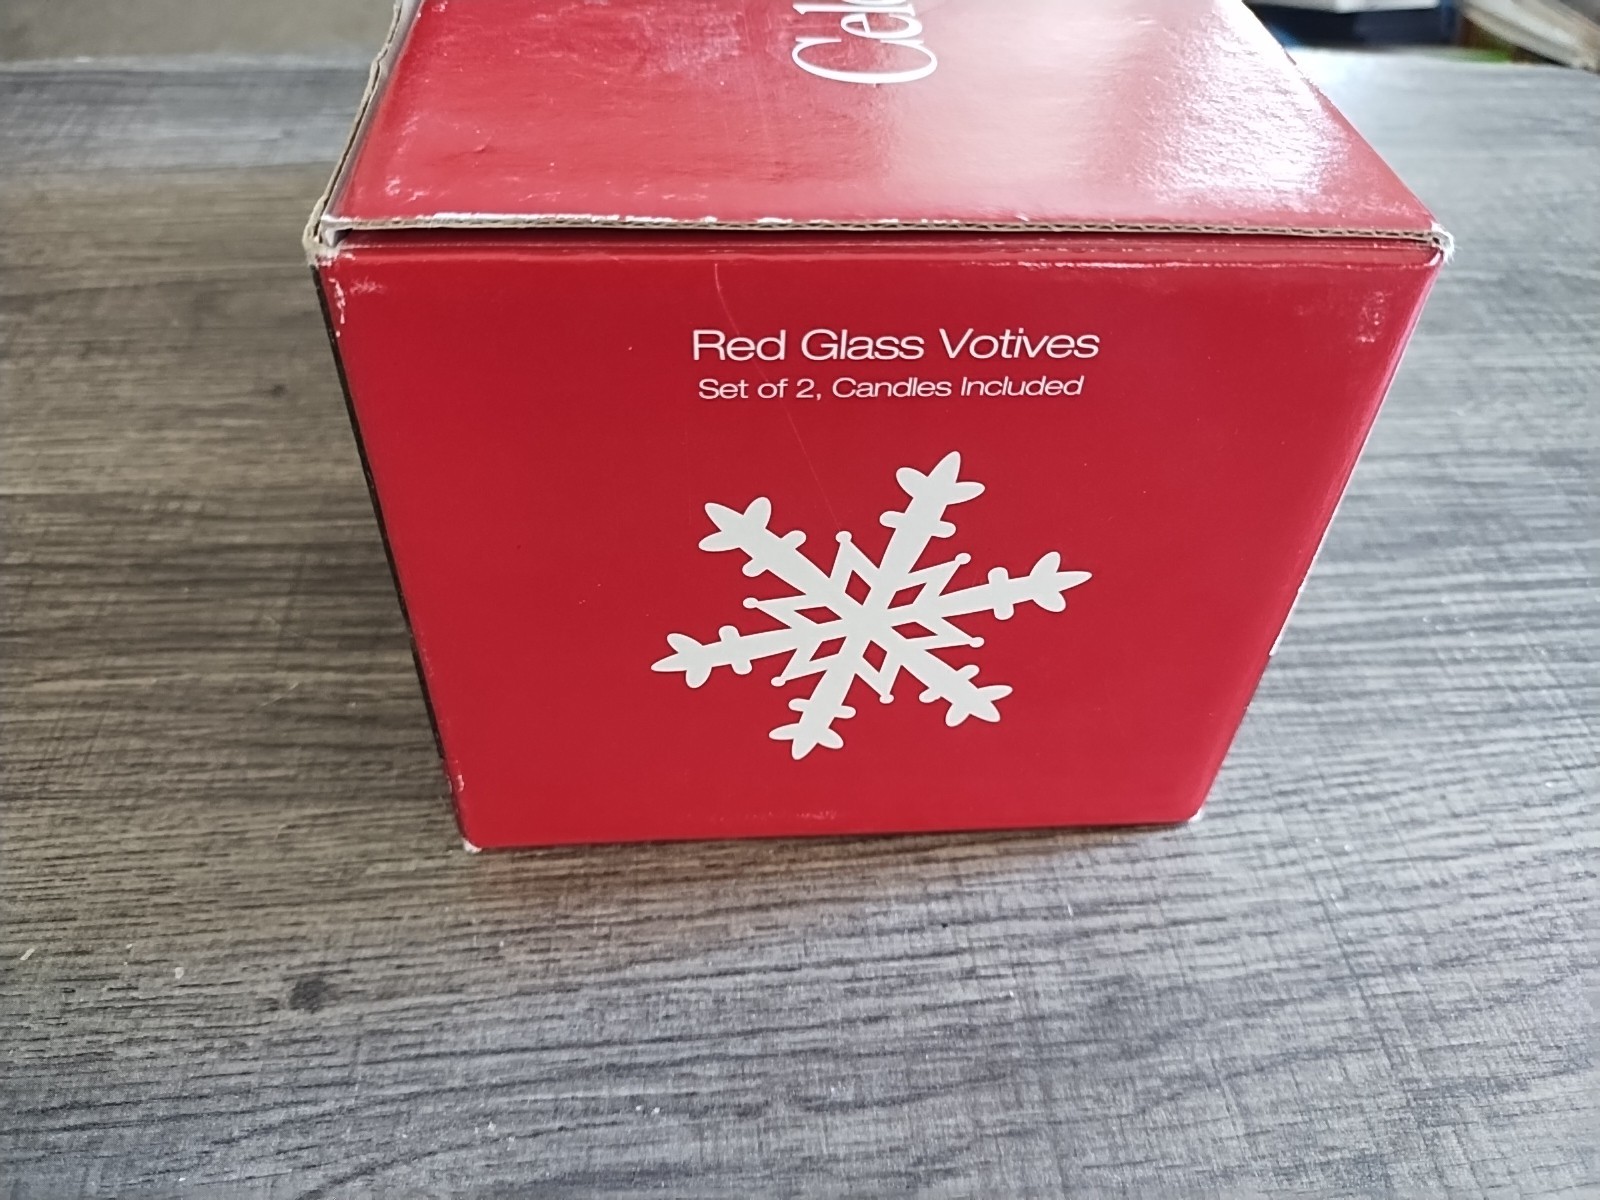 Red Glass Votives
Set of 2, Candles Included